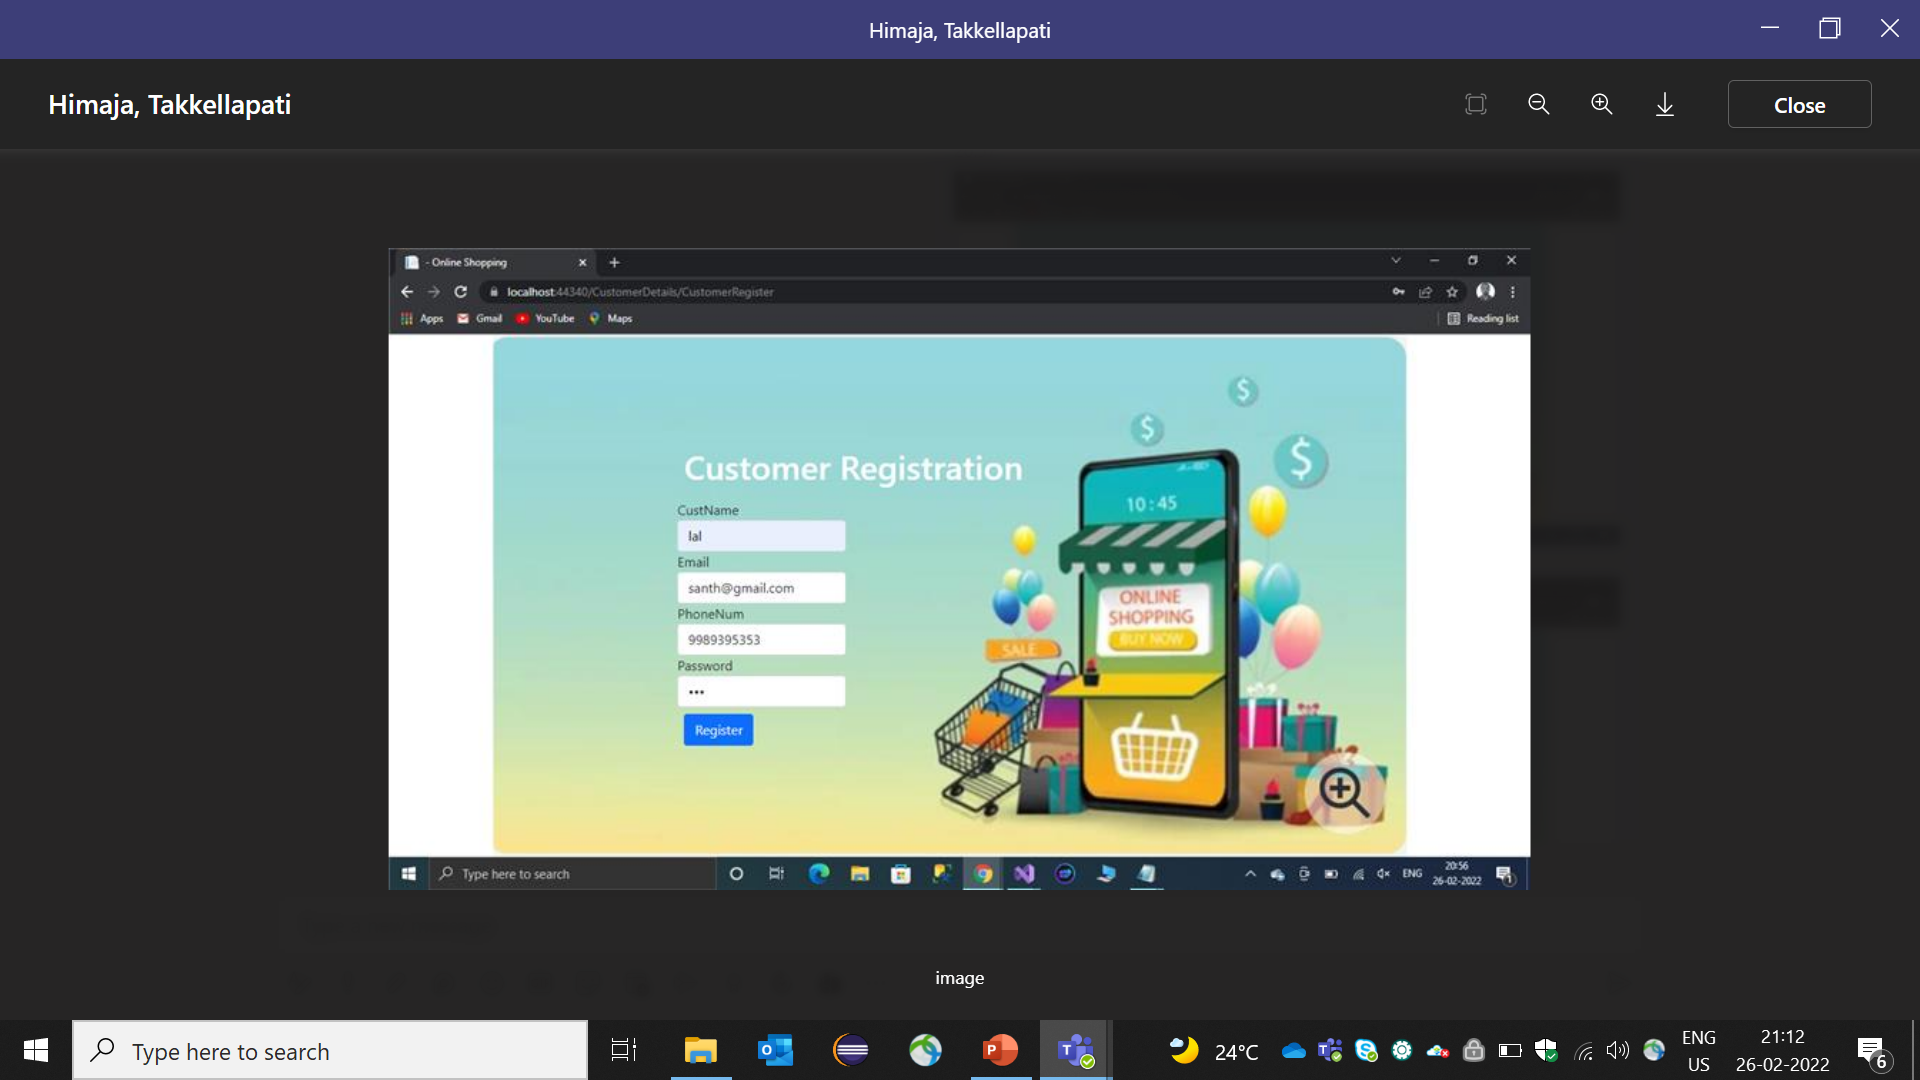 Himaja, Takkellapati
Himaja, Takkellapati
Close
- Online Shopping
localhost:44340/CustomerDetails/CustomerRegister
Apps Gmail YouTube Maps Reading list
Customer Registration
CustName
lal
Email
santh@gmail.com
PhoneNum
9989395353
Password
•••
Register
$
$
$
10:45
ONLINE
SHOPPING
BUY NOW
SALE
Type here to search
ENG
20:56
26-02-2022
1
image
Type here to search
24°C
ENG
US
21:12
26-02-2022
6